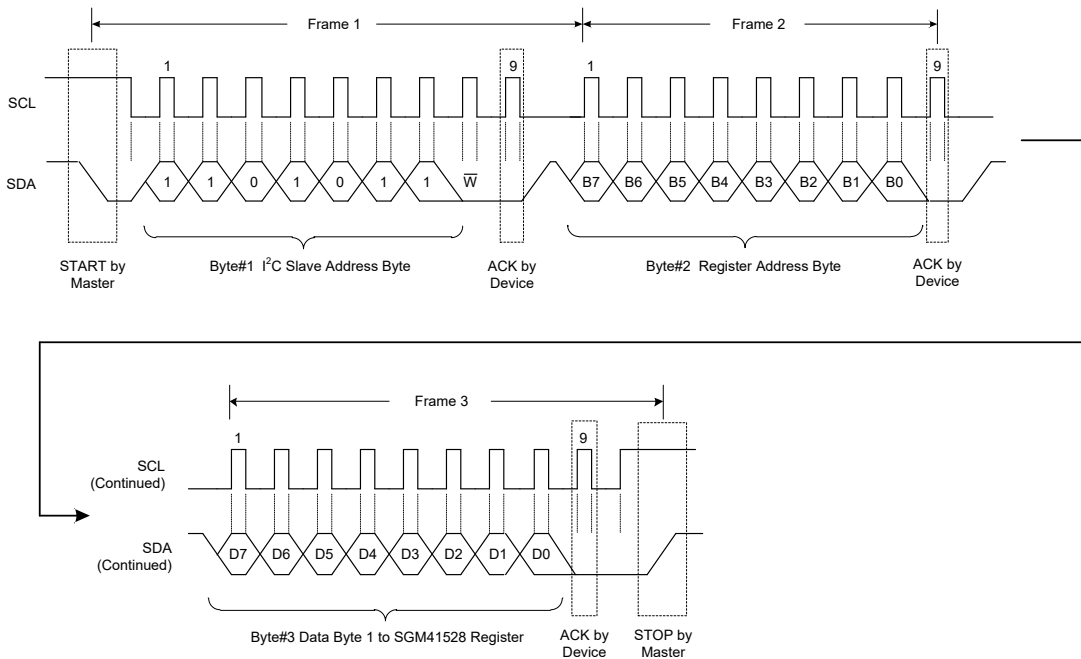 Frame 1 Frame 2
1 9 1 9
SCL
SDA 1 1 0 1 0 1 1 W̅ B7 B6 B5 B4 B3 B2 B1 B0
START by
Master
Byte#1 I²C Slave Address Byte
ACK by
Device
Byte#2 Register Address Byte
ACK by
Device
Frame 3
1 9
SCL
(Continued)
SDA
(Continued)
D7 D6 D5 D4 D3 D2 D1 D0
Byte#3 Data Byte 1 to SGM41528 Register
ACK by
Device
STOP by
Master